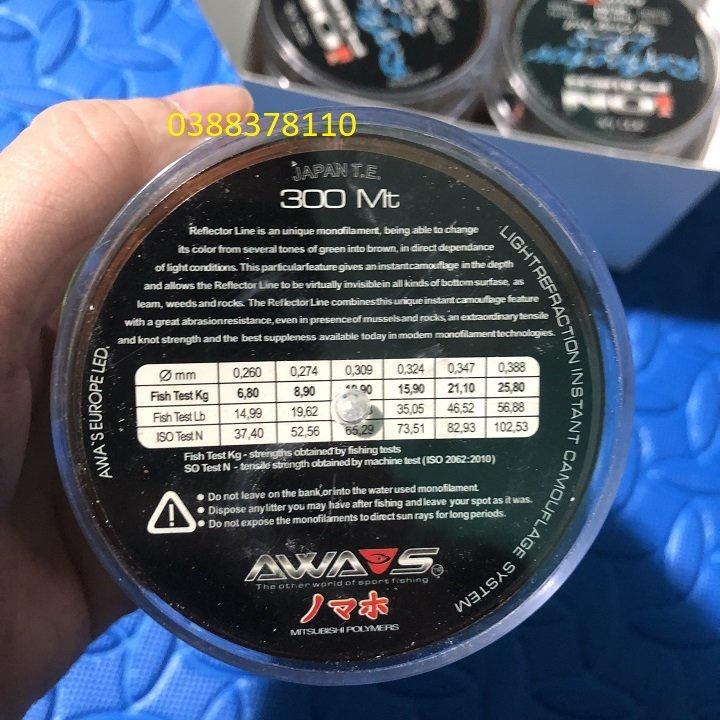 0388378110
JAPAN T.E.
300 Mt
Reflector Line is an unique monofilament, being able to change
its color from several tones of green into brown, in direct dependance
of light conditions. This particularfeature gives an instant camouflage in the depth
and allows the Reflector Line to be virtually invisible in all kinds of bottom surface, as
learn, weeds and rocks. The Reflector Line combines this unique instant camouflage feature
with a great abrasion resistance, even in presence of mussels and rocks, an extraordinary tensile
and knot strength and the best suppleness available today in modern monofilament technologies.
AWA'S EUROPE LED.
LIGHTREFRACTION INSTANT CAMOUFLAGE SYSTEM
Ø mm 0,260 0,274 0,309 0,324 0,347 0,388
Fish Test Kg 6,80 8,90 15,90 21,10 25,80
Fish Test Lb 14,99 19,62 35,05 46,52 56,88
ISO Test N 37,40 52,56 65,29 73,51 82,93 102,53
Fish Test Kg - strengths obtained by fishing tests
SO Test N - tensile strength obtained by machine test (ISO 2062:2010)
• Do not leave on the bank or into the water used monofilament.
• Dispose any litter you may have after fishing and leave your spot as it was.
• Do not expose the monofilaments to direct sun rays for long periods.
AWA'S
The other world of sport fishing
ノマホ
MITSUBISHI POLYMERS